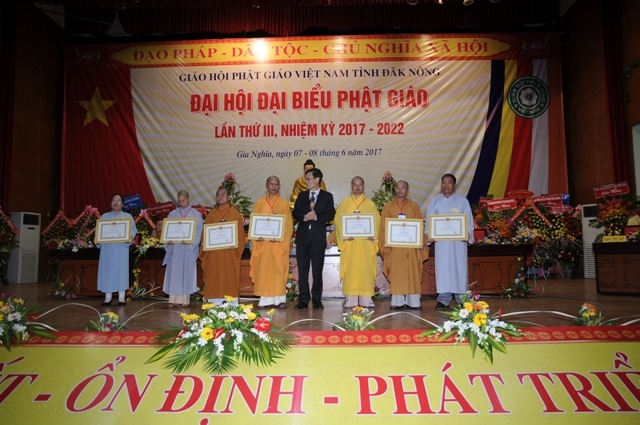 ĐẠO PHÁP - DÂN TỘC - CHỦ NGHĨA XÃ HỘI
GIÁO HỘI PHẬT GIÁO VIỆT NAM TỈNH ĐĂK NÔNG
ĐẠI HỘI ĐẠI BIỂU PHẬT GIÁO
LẦN THỨ III, NHIỆM KỲ 2017 - 2022
Gia Nghĩa, ngày 07 - 08 tháng 6 năm 2017
ẾT - ỔN ĐỊNH - PHÁT TRIỂ